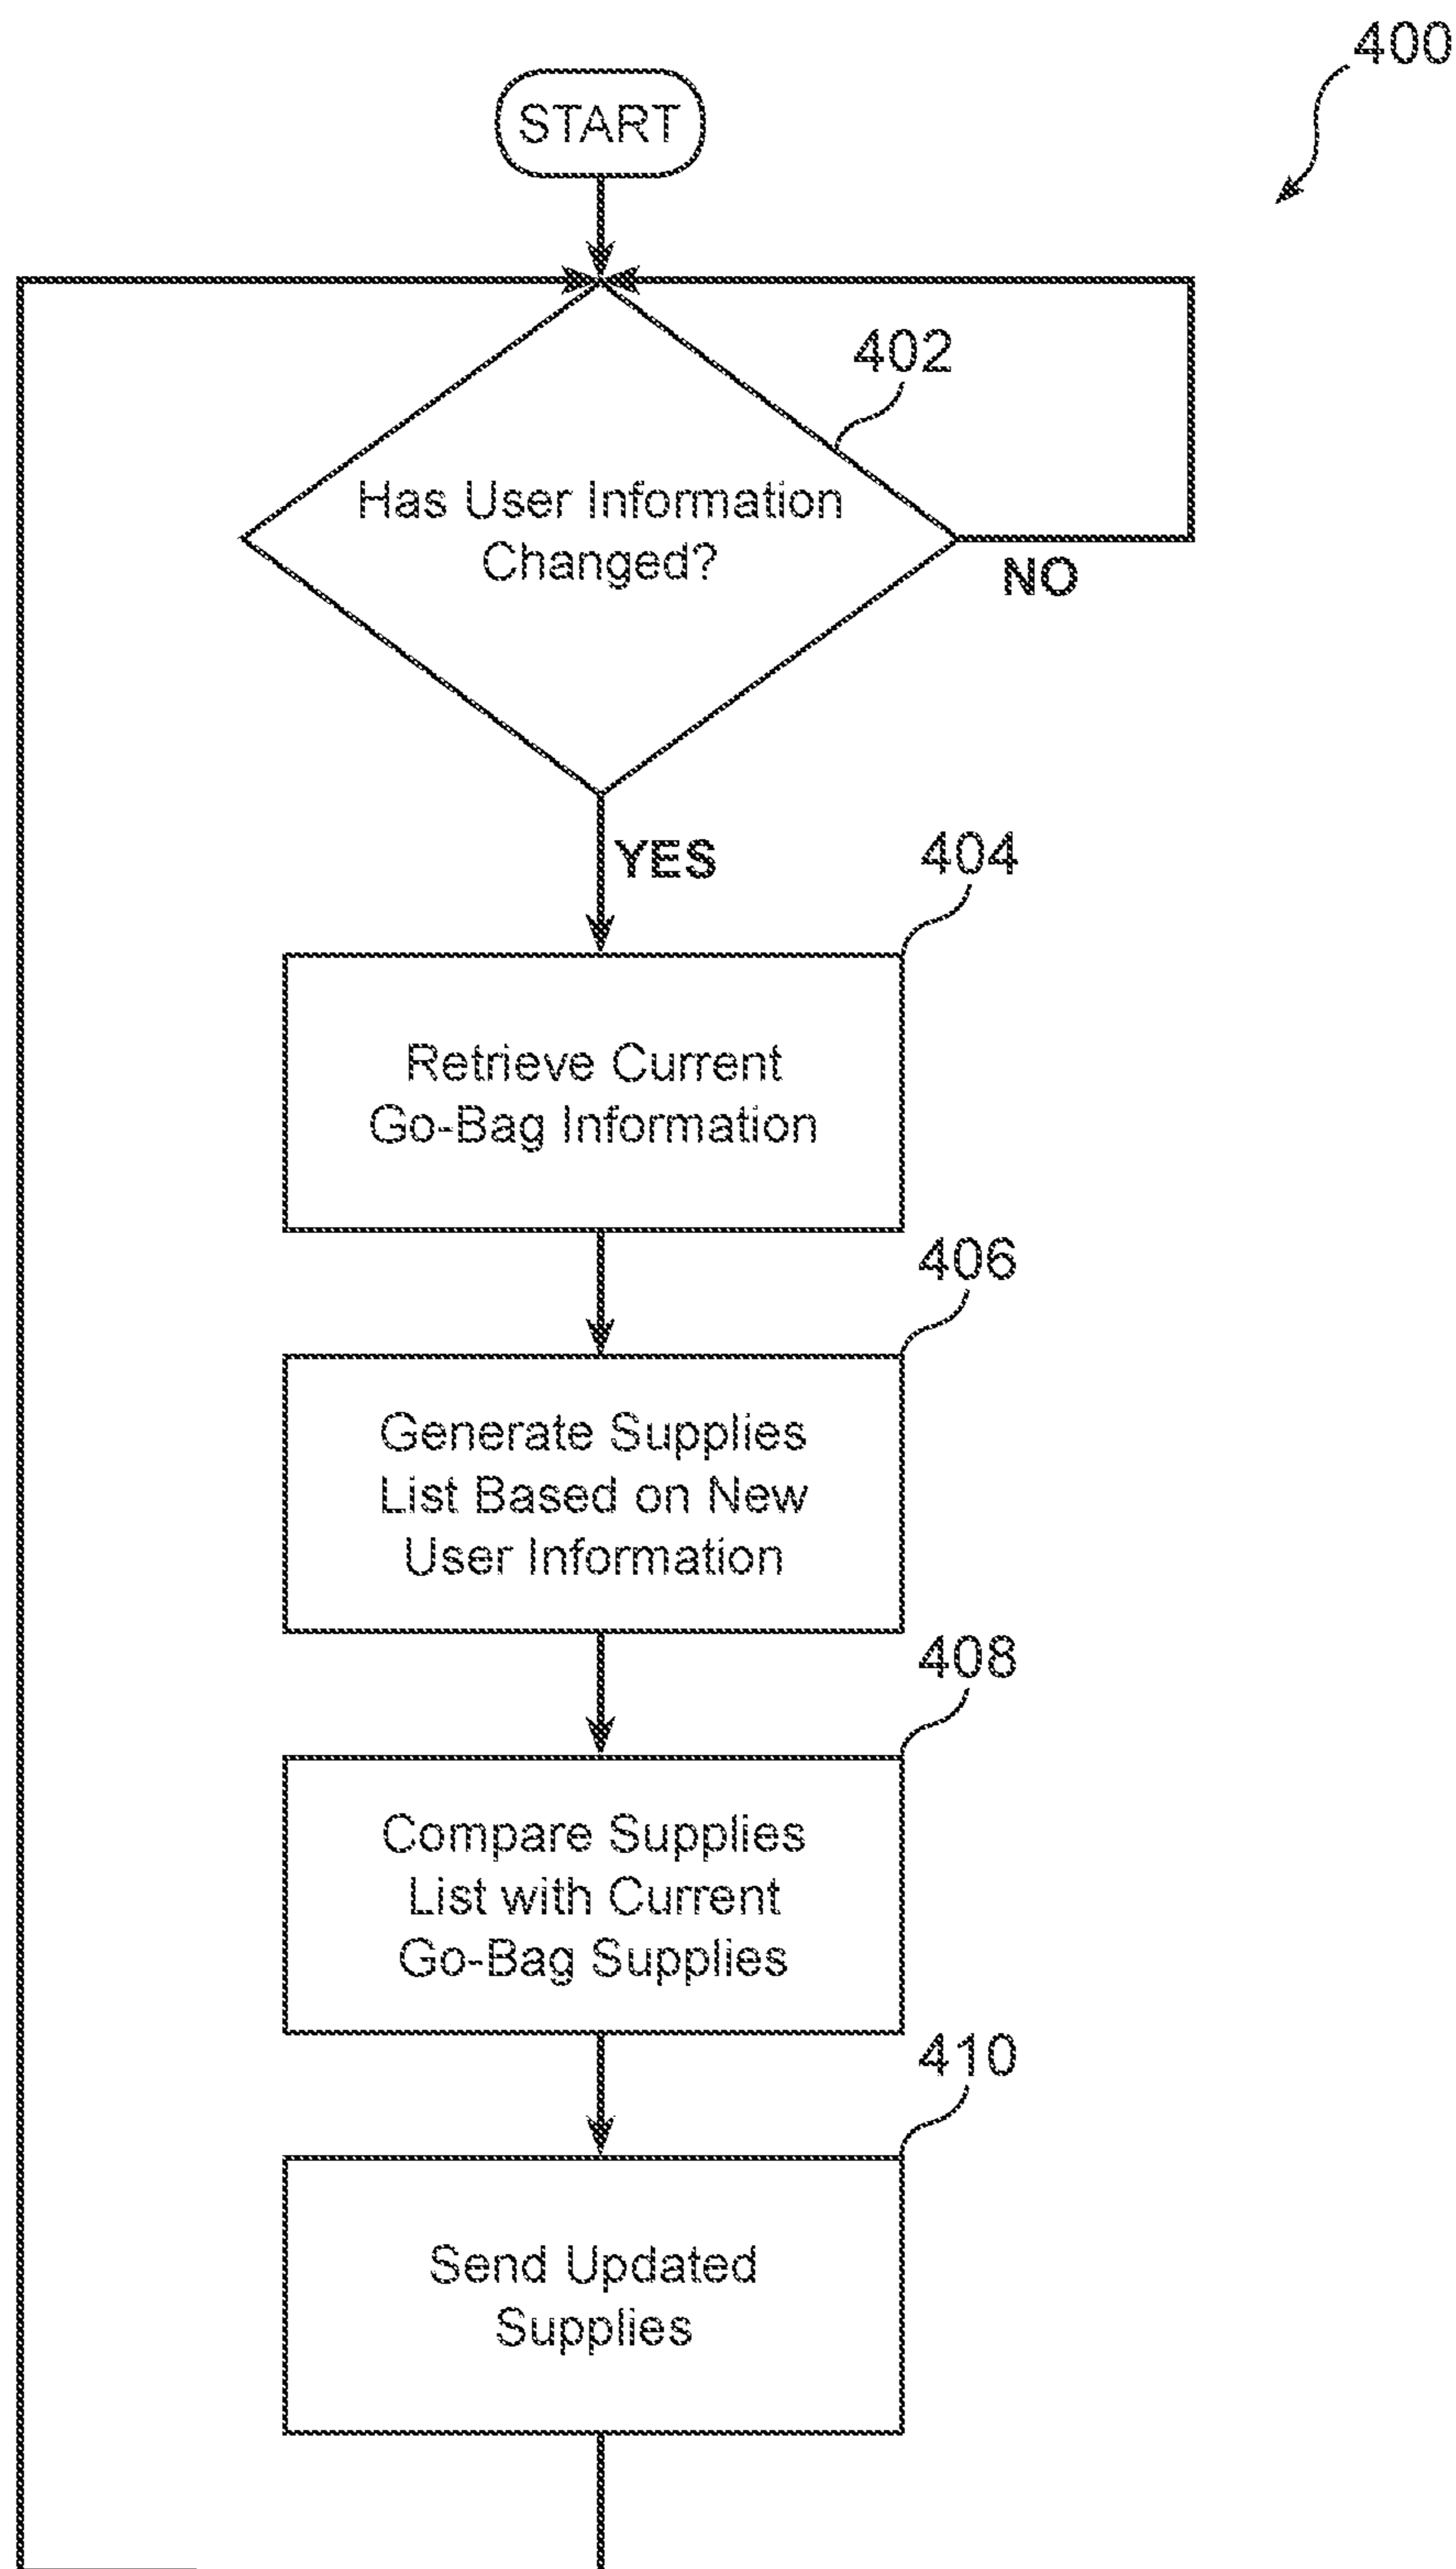 400
START
402
Has User Information
Changed?
NO
YES
404
Retrieve Current
Go-Bag Information
406
Generate Supplies
List Based on New
User Information
408
Compare Supplies
List with Current
Go-Bag Supplies
410
Send Updated
Supplies